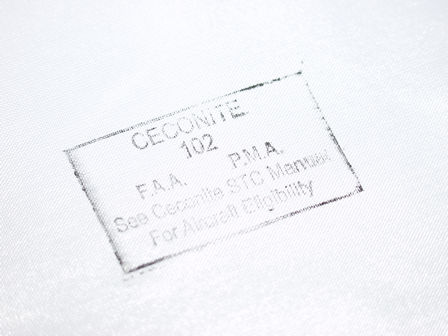 CECONITE
102
F.A.A. P.M.A.
See Ceconite STC Manual
For Aircraft Eligibility